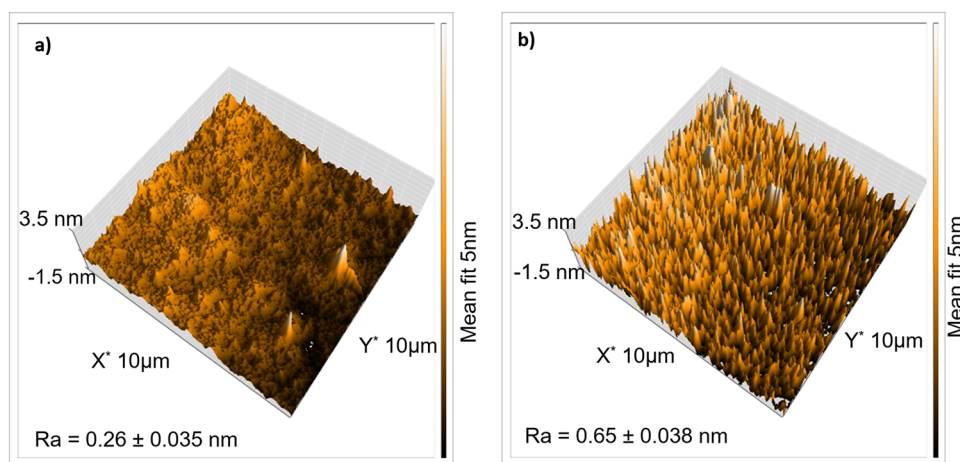 a)
3.5 nm
-1.5 nm
X* 10μm
Y* 10μm
Mean fit 5nm
Ra = 0.26 ± 0.035 nm
b)
3.5 nm
-1.5 nm
X* 10μm
Y* 10μm
Mean fit 5nm
Ra = 0.65 ± 0.038 nm